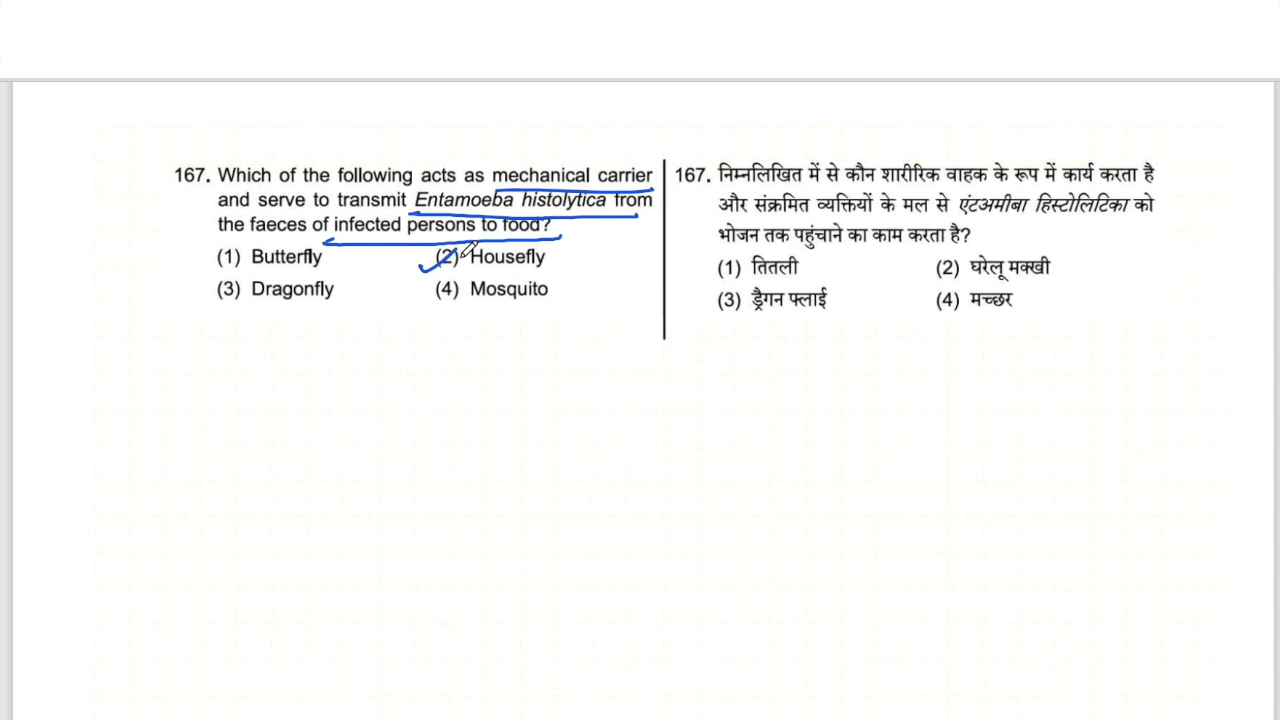 167. Which of the following acts as mechanical carrier
and serve to transmit Entamoeba histolytica from
the faeces of infected persons to food?
(1) Butterfly (2) Housefly
(3) Dragonfly (4) Mosquito
167. निम्नलिखित में से कौन शारीरिक वाहक के रूप में कार्य करता है
और संक्रमित व्यक्तियों के मल से एंटअमीबा हिस्टोलिटिका को
भोजन तक पहुंचाने का काम करता है?
(1) तितली (2) घरेलू मक्खी
(3) ड्रैगन फ्लाई (4) मच्छर